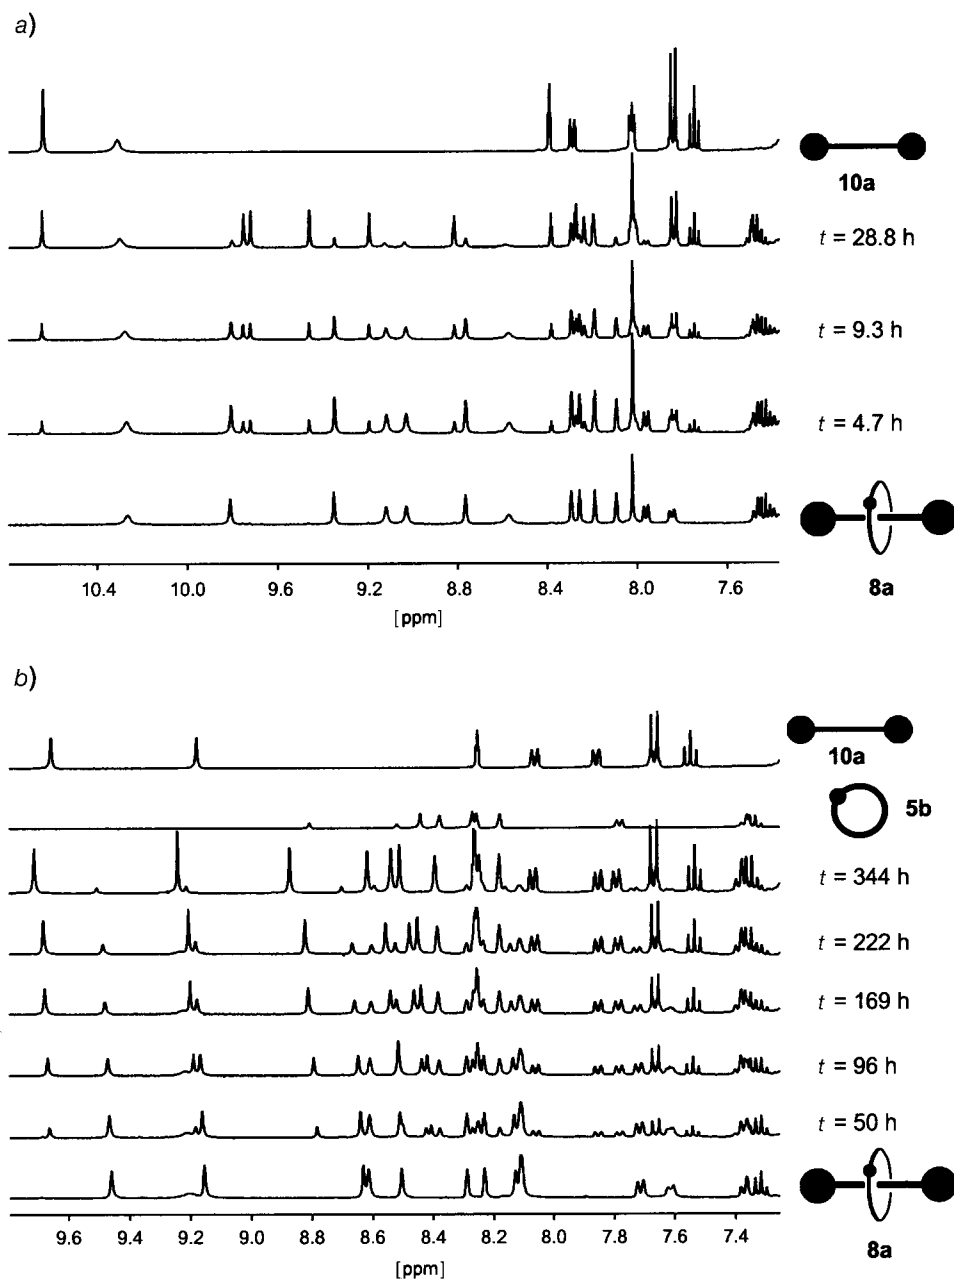 a)
10a
t = 28.8 h
t = 9.3 h
t = 4.7 h
8a
10.4 10.0 9.6 9.2 8.8 8.4 8.0 7.6
[ppm]
b)
10a
5b
t = 344 h
t = 222 h
t = 169 h
t = 96 h
t = 50 h
8a
9.6 9.4 9.2 9.0 8.8 8.6 8.4 8.2 8.0 7.8 7.6 7.4
[ppm]